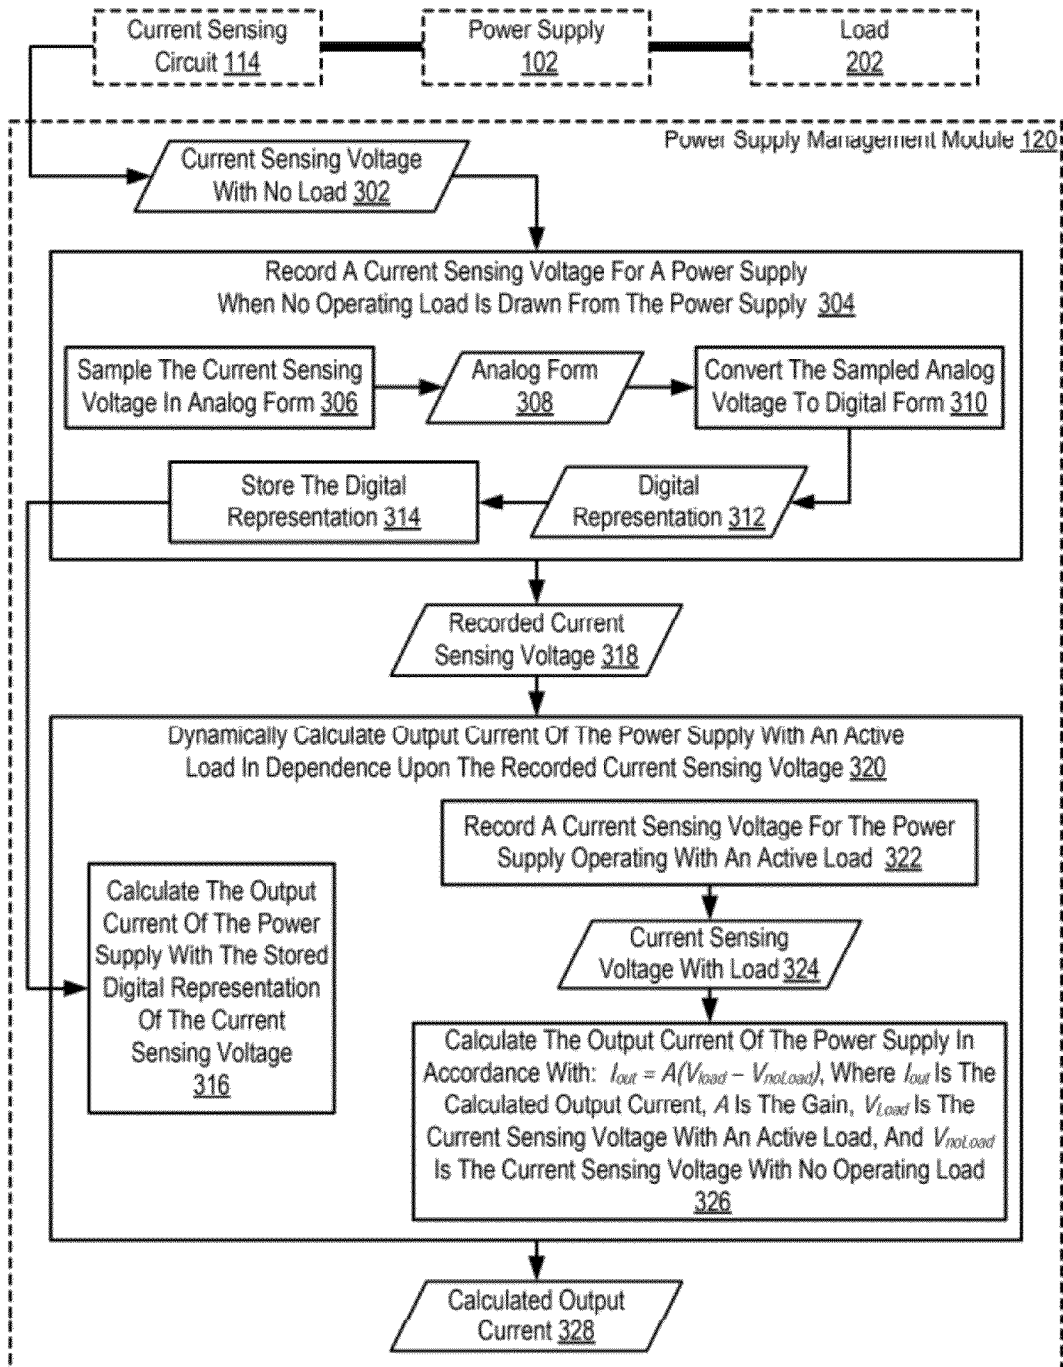 Current Sensing
Circuit 114
Power Supply
102
Load
202
Power Supply Management Module 120
Current Sensing Voltage
With No Load 302
Record A Current Sensing Voltage For A Power Supply
When No Operating Load Is Drawn From The Power Supply 304
Sample The Current Sensing
Voltage In Analog Form 306
Analog Form
308
Convert The Sampled Analog
Voltage To Digital Form 310
Store The Digital
Representation 314
Digital
Representation 312
Recorded Current
Sensing Voltage 318
Dynamically Calculate Output Current Of The Power Supply With An Active
Load In Dependence Upon The Recorded Current Sensing Voltage 320
Record A Current Sensing Voltage For The Power
Supply Operating With An Active Load 322
Calculate The Output
Current Of The Power
Supply With The Stored
Digital Representation
Of The Current
Sensing Voltage
316
Current Sensing
Voltage With Load 324
Calculate The Output Current Of The Power Supply In
Accordance With: Iout = A(Vload – VnoLoad), Where Iout Is The
Calculated Output Current, A Is The Gain, VLoad Is The
Current Sensing Voltage With An Active Load, And VnoLoad
Is The Current Sensing Voltage With No Operating Load
326
Calculated Output
Current 328